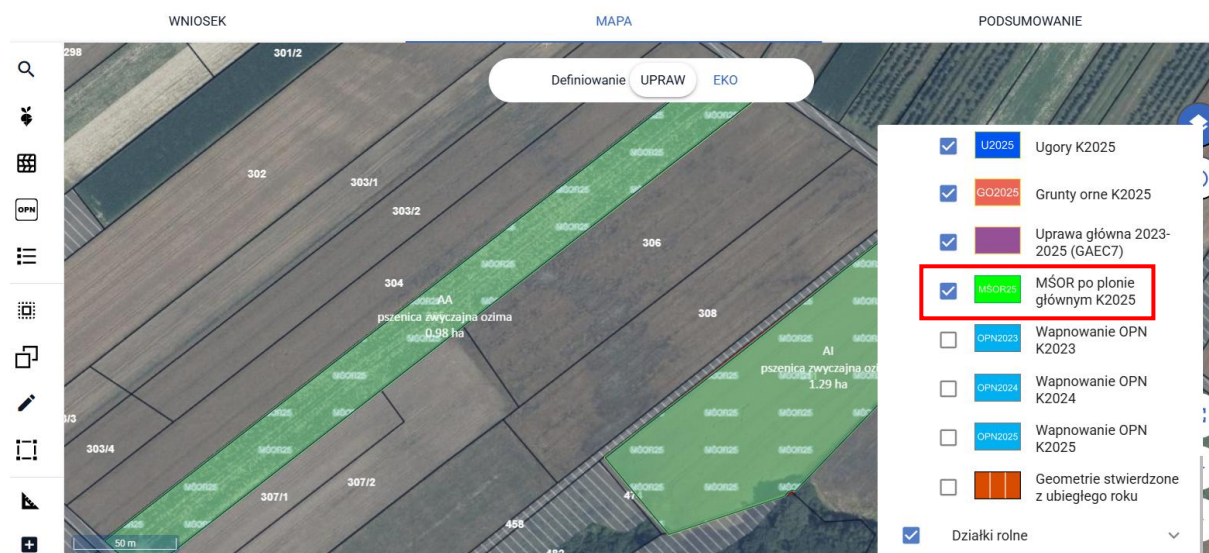 WNIOSEK
MAPA
PODSUMOWANIE
298
301/2
Definiowanie UPRAW EKO
302
303/1
303/2
306
304
AA
pszenica zwyczajna ozima
0.98 ha
308
AI
pszenica zwyczajna ozi
1.29 ha
303/4
307/1
307/2
458
50 m
OPN
U2025 Ugory K2025
GO2025 Grunty orne K2025
Uprawa główna 2023-
2025 (GAEC7)
MŚOR25 MŚOR po plonie
głównym K2025
OPN2023 Wapnowanie OPN
K2023
OPN2024 Wapnowanie OPN
K2024
OPN2025 Wapnowanie OPN
K2025
Geometrie stwierdzone
z ubiegłego roku
Działki rolne